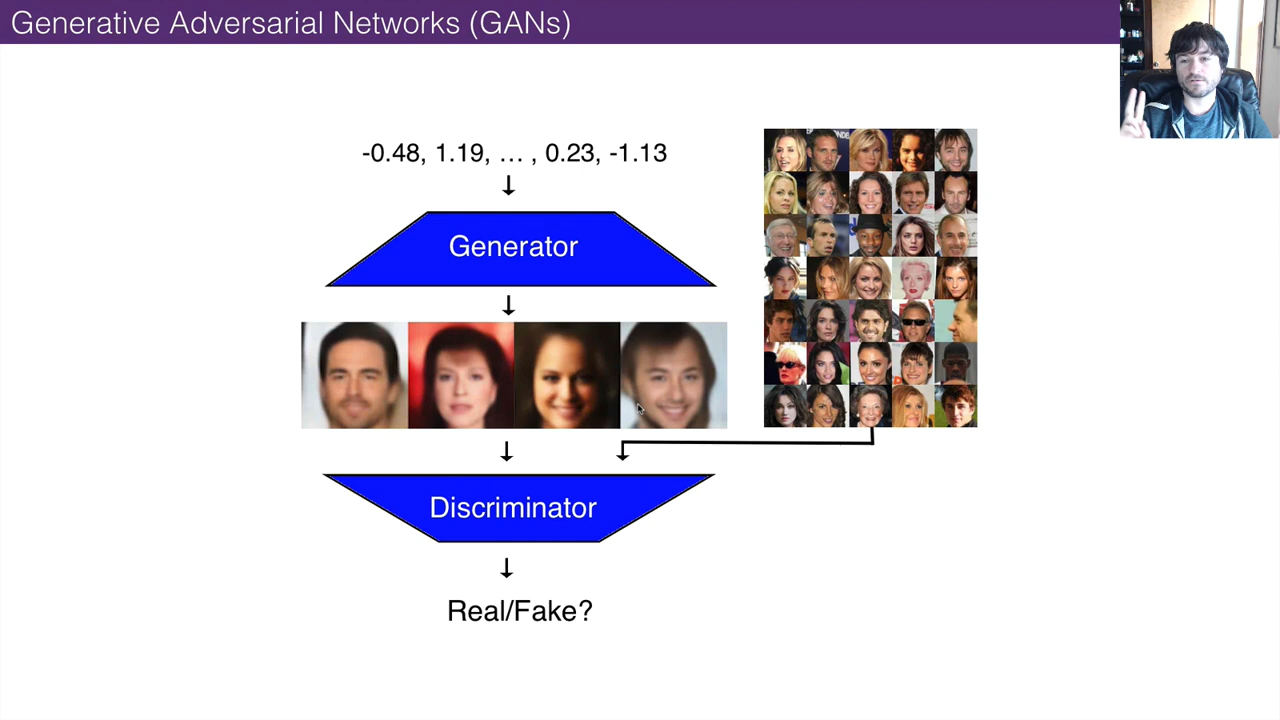 Generative Adversarial Networks (GANs)
-0.48, 1.19, … , 0.23, -1.13
Generator
Discriminator
Real/Fake?